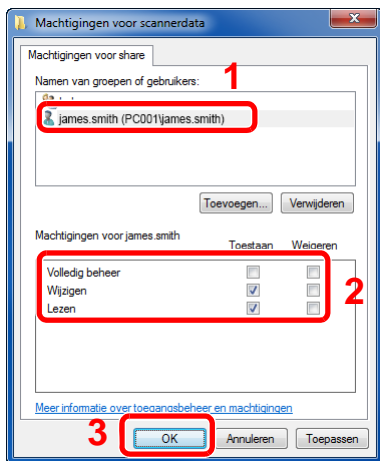 Machtigingen voor scannerdata
Machtigingen voor share
Namen van groepen of gebruikers:
1
james.smith (PC001\james.smith)
Toevoegen...
Verwijderen
Machtigingen voor james.smith
Toestaan
Weigeren
Volledig beheer
Wijzigen
Lezen
2
Meer informatie over toegangsbeheer en machtigingen
3
OK
Annuleren
Toepassen